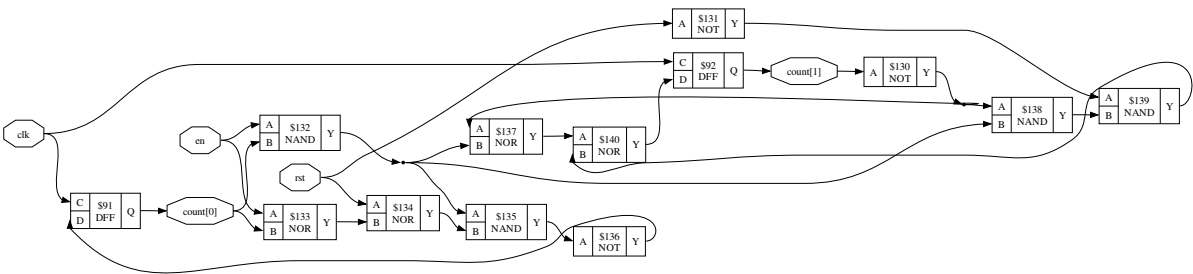 A $131 Y
NOT
C $92 Q
D DFF
count[1]
A $130 Y
NOT
A $138 Y
B NAND
A $139 Y
B NAND
clk
en
A $132 Y
B NAND
A $137 Y
B NOR
A $140 Y
B NOR
rst
C $91 Q
D DFF
count[0]
A $133 Y
B NOR
A $134 Y
B NOR
A $135 Y
B NAND
A $136 Y
NOT